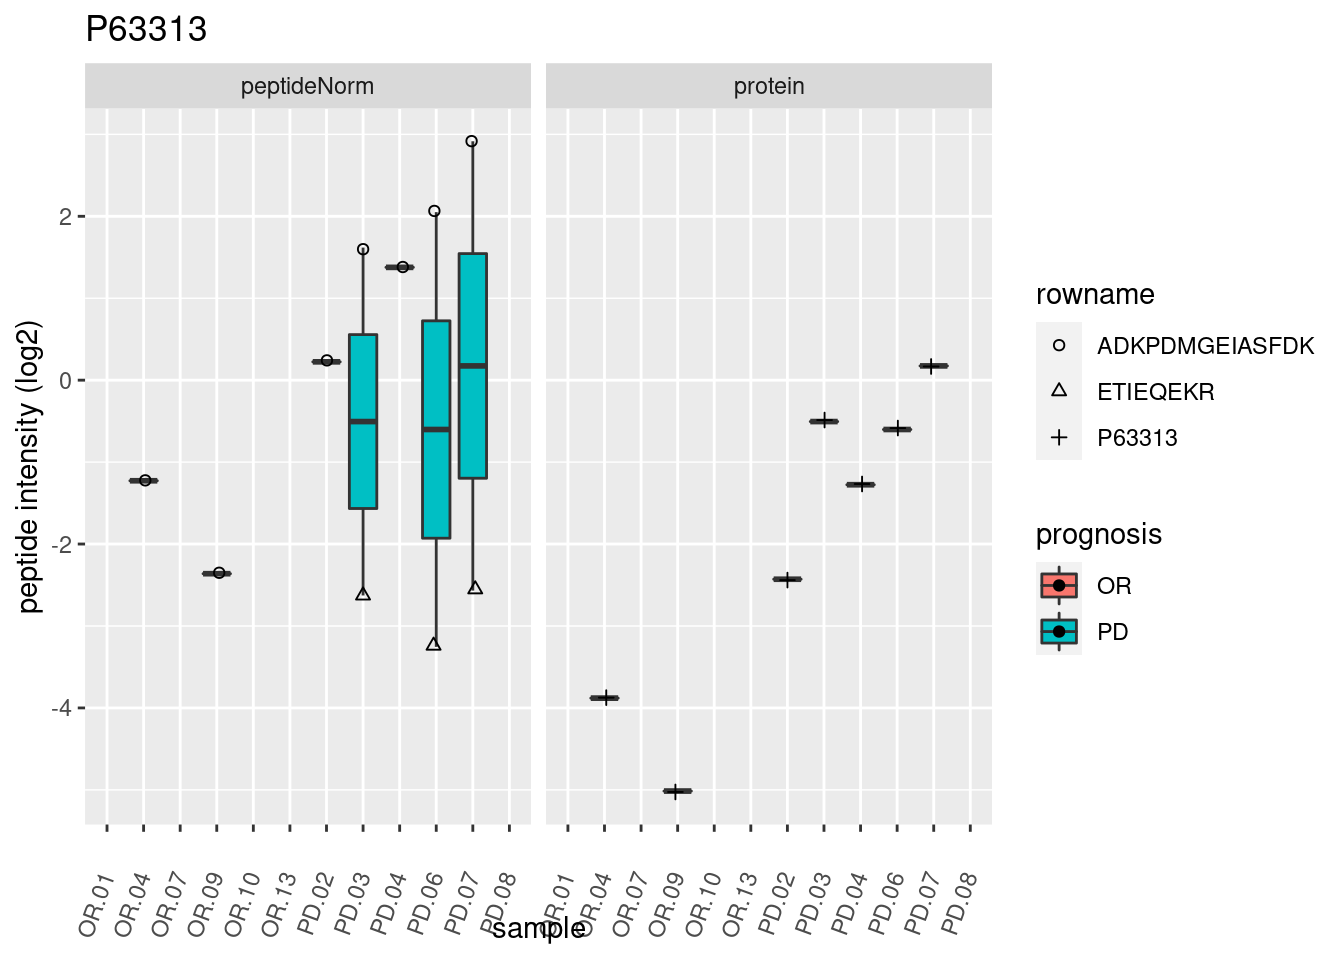 P63313
peptideNorm
protein
peptide intensity (log2)
2
0
-2
-4
OR.01
OR.04
OR.07
OR.09
OR.10
OR.13
PD.02
PD.03
PD.04
PD.06
PD.07
PD.08
OR.01
OR.04
OR.07
OR.09
OR.10
OR.13
PD.02
PD.03
PD.04
PD.06
PD.07
PD.08
sample
rowname
ADKPDMGEIASFDK
ETIEQEKR
P63313
prognosis
OR
PD